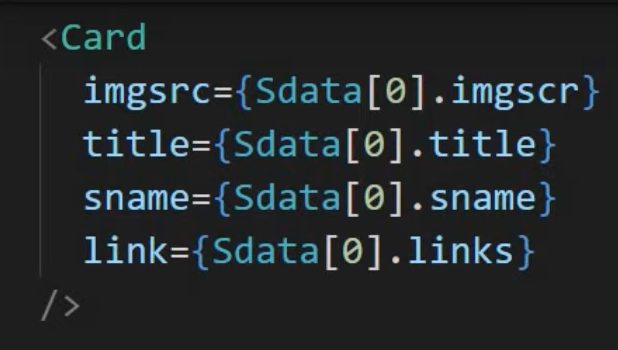 <Card
imgsrc={Sdata[0].imgscr}
title={Sdata[0].title}
sname={Sdata[0].sname}
link={Sdata[0].links}
/>